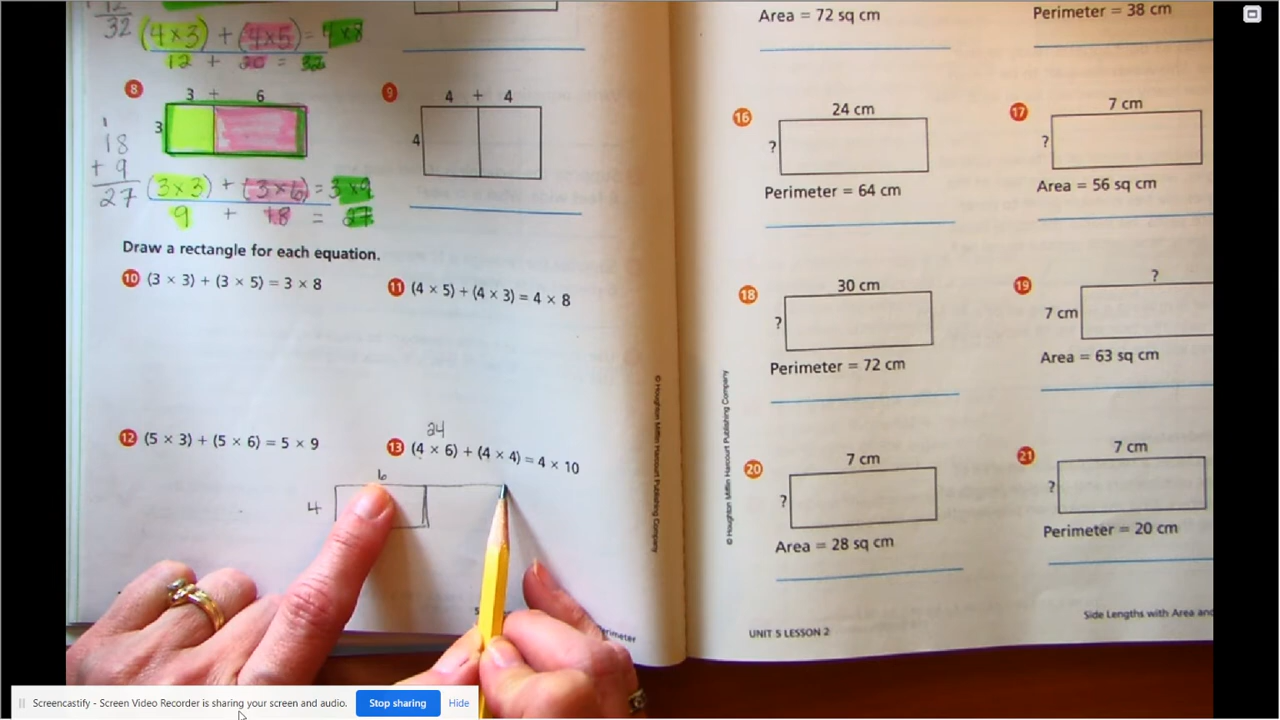 12
32
(4 × 3) + (4 × 5) = 4 × 8
12 + 20 = 32
8
3 + 6
3
1
18
+ 9
27
(3 × 3) + (3 × 6) = 3 × 9
9 + 18 = 27
9
4 + 4
4
Draw a rectangle for each equation.
10 (3 × 3) + (3 × 5) = 3 × 8
11 (4 × 5) + (4 × 3) = 4 × 8
12 (5 × 3) + (5 × 6) = 5 × 9
24
13 (4 × 6) + (4 × 4) = 4 × 10
6
4
© Houghton Mifflin Harcourt Publishing Company
erimeter
Area = 72 sq cm
Perimeter = 38 cm
16
24 cm
?
Perimeter = 64 cm
17
7 cm
?
Area = 56 sq cm
18
30 cm
?
Perimeter = 72 cm
19
?
7 cm
Area = 63 sq cm
20
7 cm
?
Area = 28 sq cm
21
7 cm
?
Perimeter = 20 cm
© Houghton Mifflin Harcourt Publishing Company
UNIT 5 LESSON 2
Side Lengths with Area and
Screencastify - Screen Video Recorder is sharing your screen and audio.
Stop sharing
Hide